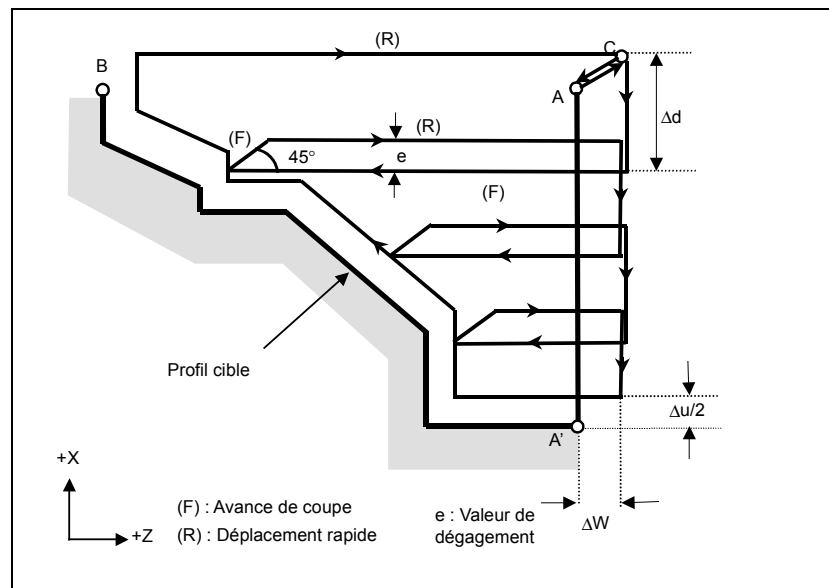 (R)
C
B
A
Δd
(F)
(R)
45°
e
(F)
Profil cible
Δu/2
A'
+X
(F) : Avance de coupe
e : Valeur de
dégagement
ΔW
+Z
(R) : Déplacement rapide